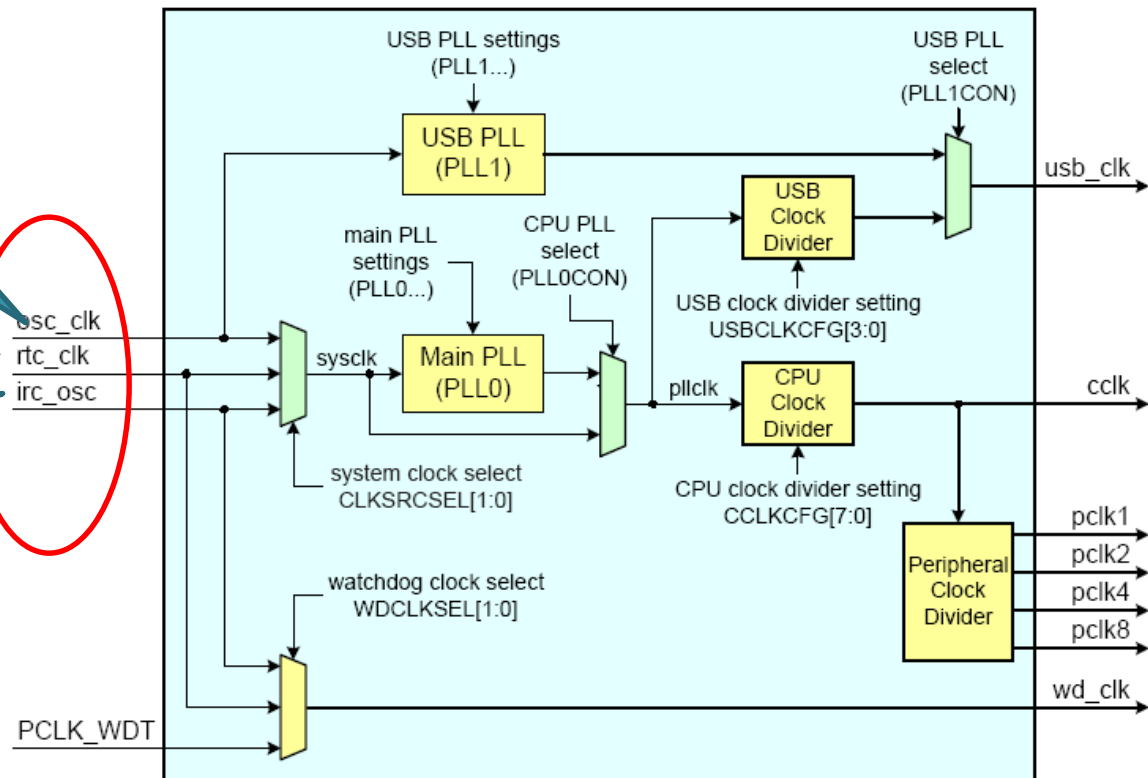 USB PLL settings
(PLL1...)
USB PLL
select
(PLL1CON)
USB PLL
(PLL1)
usb_clk
USB
Clock
Divider
main PLL
settings
(PLL0...)
CPU PLL
select
(PLL0CON)
USB clock divider setting
USBCLKCFG[3:0]
osc_clk
rtc_clk
irc_osc
sysclk
Main PLL
(PLL0)
pllclk
CPU
Clock
Divider
cclk
system clock select
CLKSRCSEL[1:0]
CPU clock divider setting
CCLKCFG[7:0]
Peripheral
Clock
Divider
pclk1
pclk2
pclk4
pclk8
watchdog clock select
WDCLKSEL[1:0]
wd_clk
PCLK_WDT